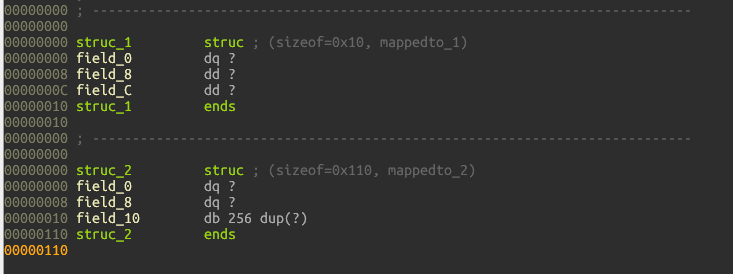 00000000 ; ---------------------------------------------------------------------------
00000000
00000000 struc_1         struc ; (sizeof=0x10, mappedto_1)
00000000 field_0         dq ?
00000008 field_8         dd ?
0000000C field_C         dd ?
00000010 struc_1         ends
00000010
00000000 ; ---------------------------------------------------------------------------
00000000
00000000 struc_2         struc ; (sizeof=0x110, mappedto_2)
00000000 field_0         dq ?
00000008 field_8         dq ?
00000010 field_10        db 256 dup(?)
00000110 struc_2         ends
00000110